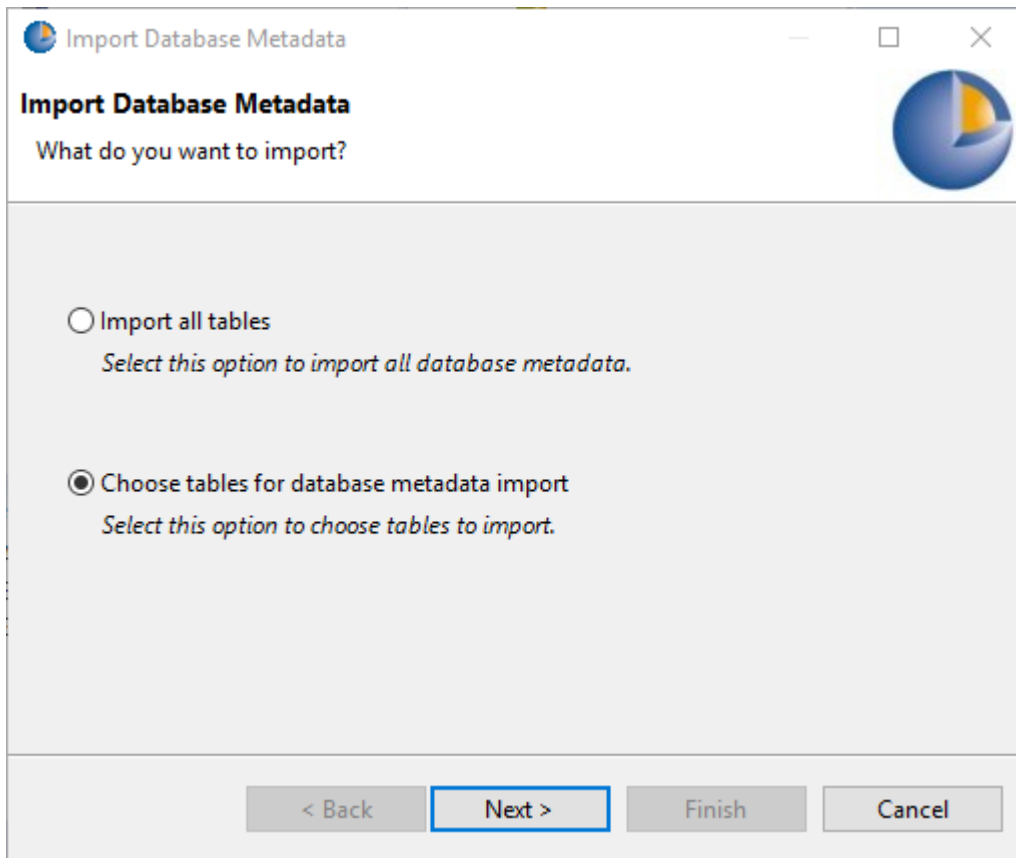 Import Database Metadata
Import Database Metadata
What do you want to import?
Import all tables
Select this option to import all database metadata.
Choose tables for database metadata import
Select this option to choose tables to import.
< Back Next > Finish Cancel